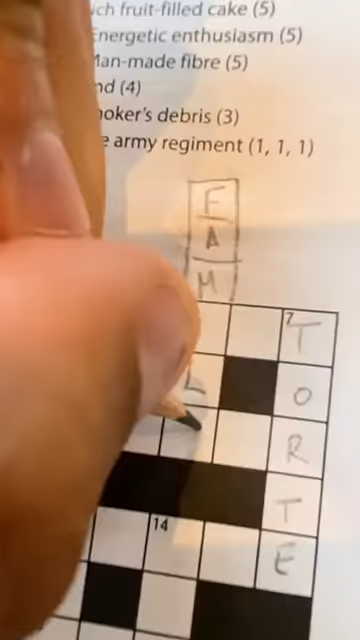 ich fruit-filled cake (5)
Energetic enthusiasm (5)
Man-made fibre (5)
nd (4)
oker's debris (3)
e army regiment (1, 1, 1)
F
A
M
7
T
L
O
R
T
14
E